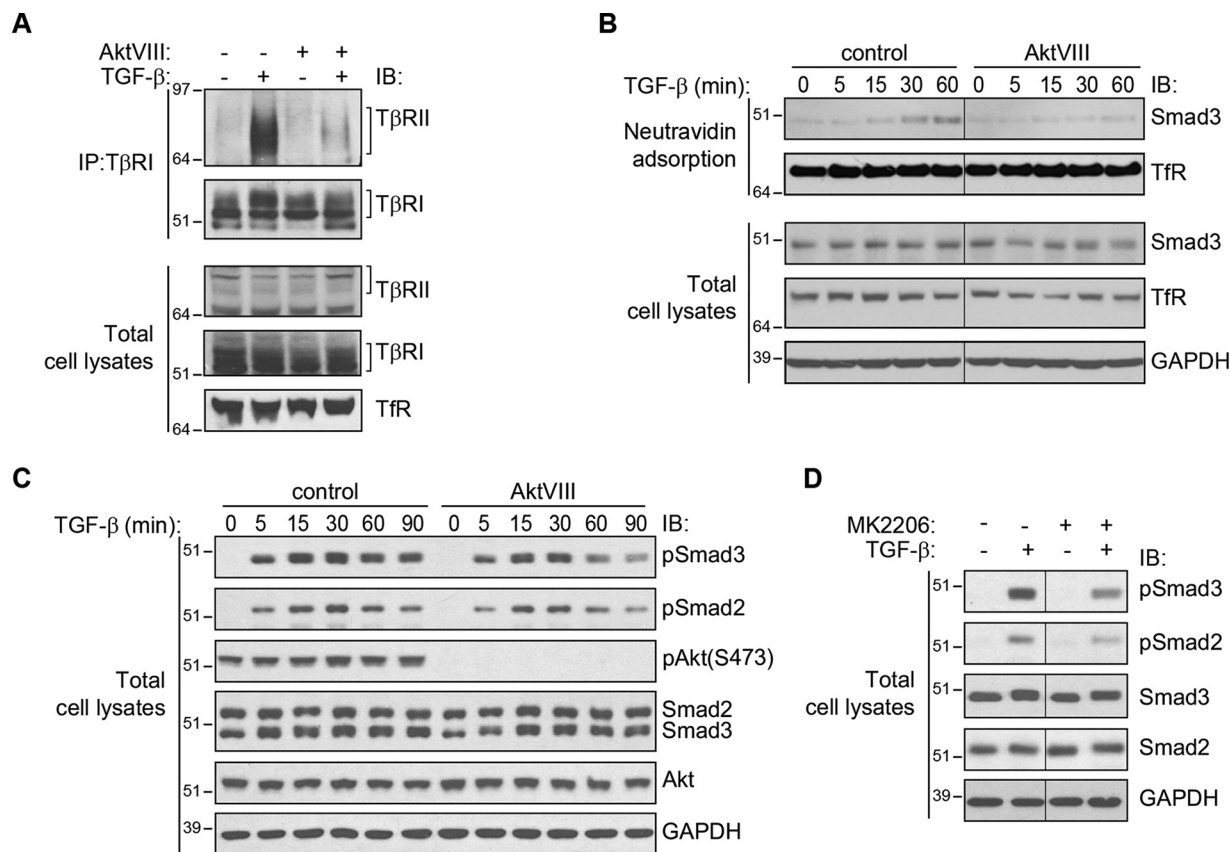 A
AktVIII: - - + +
TGF-β: - + - + IB:
97
TβRII
IP:TβRI
64
TβRI
51
TβRII
64
Total
cell lysates
TβRI
51
TfR
64
B
control AktVIII
TGF-β (min): 0 5 15 30 60 0 5 15 30 60 IB:
51 Smad3
Neutravidin
adsorption
TfR
64
51 Smad3
Total
cell lysates
TfR
64
39 GAPDH
C
control AktVIII
TGF-β (min): 0 5 15 30 60 90 0 5 15 30 60 90 IB:
51 pSmad3
51 pSmad2
51 pAkt(S473)
Total
cell lysates
Smad2
51 Smad3
Akt
51
39 GAPDH
D
MK2206: - - + +
TGF-β: - + - + IB:
51 pSmad3
51 pSmad2
Total
cell lysates
51 Smad3
51 Smad2
39 GAPDH